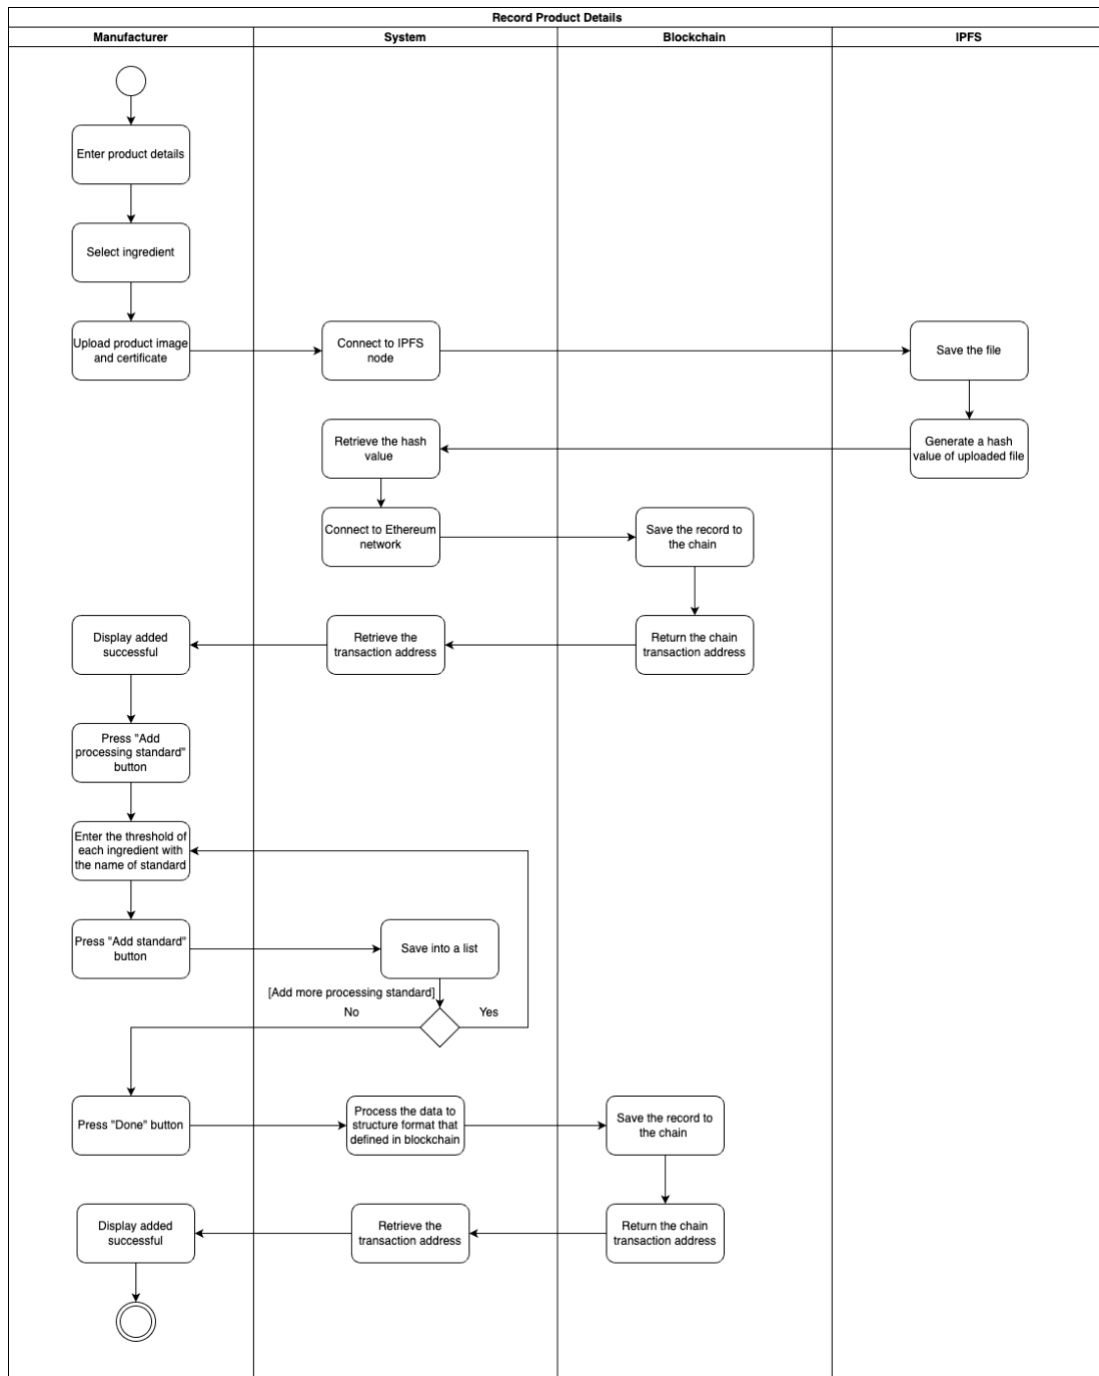 Record Product Details
Manufacturer
System
Blockchain
IPFS
Enter product details
Select ingredient
Upload product image
and certificate
Connect to IPFS
node
Save the file
Retrieve the hash
value
Generate a hash
value of uploaded file
Connect to Ethereum
network
Save the record to
the chain
Display added
successful
Retrieve the
transaction address
Return the chain
transaction address
Press "Add
processing standard"
button
Enter the threshold of
each ingredient with
the name of standard
Press "Add standard"
button
Save into a list
[Add more processing standard]
No
Yes
Press "Done" button
Process the data to
structure format that
defined in blockchain
Save the record to
the chain
Display added
successful
Retrieve the
transaction address
Return the chain
transaction address